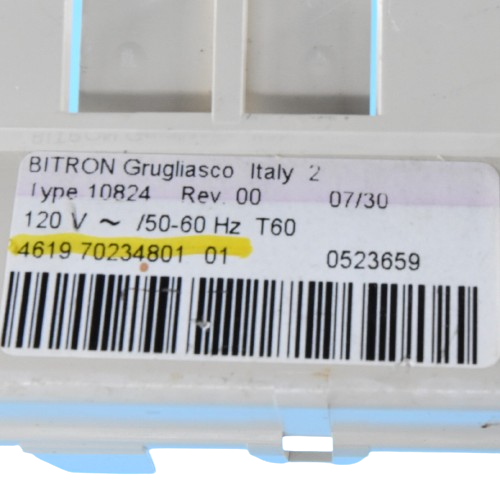 BITRON Grugliasco Italy 2
Type 10824 Rev. 00 07/30
120 V ~ /50-60 Hz T60
4619 70234801 01 0523659